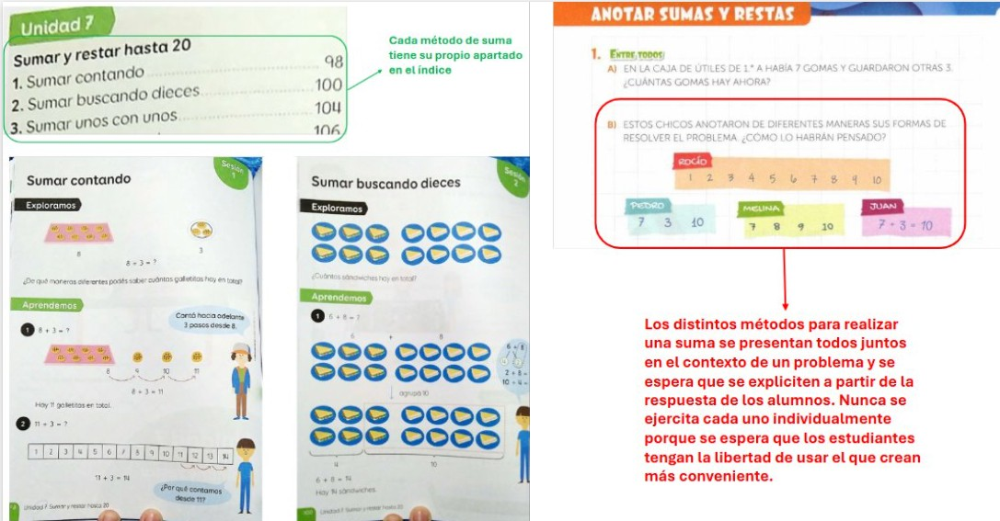 Unidad 7
Sumar y restar hasta 20
1. Sumar contando 98
2. Sumar buscando dieces 100
3. Sumar unos con unos 104
106
Cada método de suma
tiene su propio apartado
en el índice
Sumar contando
Sesión
1
Exploramos
8
3
8 + 3 = ?
¿De qué maneras diferentes podés saber cuántas galletitas hay en total?
Aprendemos
Contá hacia adelante
3 pasos desde 8.
1 8 + 3 = ?
8 9 10 11
8 + 3 = 11
Hay 11 galletitas en total.
2 11 + 3 = ?
1 2 3 4 5 6 7 8 9 10 11 12 13 14
11 + 3 = 14
¿Por qué contamos
desde 11?
Unidad 7: Sumar y restar hasta 20
Sumar buscando dieces
Sesión
2
Exploramos
¿Cuántos sándwiches hay en total?
Aprendemos
1 6 + 8 = ?
6 + 8
6 + 8
2 + 8 =
10 + 4 =
agrupá 10
4 10
6 + 8 = 14
Hay 14 sándwiches.
Unidad 7: Sumar y restar hasta 20
ANOTAR SUMAS Y RESTAS
1. ENTRE TODOS
A) EN LA CAJA DE ÚTILES DE 1.° A HABÍA 7 GOMAS Y GUARDARON OTRAS 3.
¿CUÁNTAS GOMAS HAY AHORA?
B) ESTOS CHICOS ANOTARON DE DIFERENTES MANERAS SUS FORMAS DE
RESOLVER EL PROBLEMA. ¿CÓMO LO HABRÁN PENSADO?
ROCÍO
1 2 3 4 5 6 7 8 9 10
PEDRO
7 3 10
MELINA
7 8 9 10
JUAN
7 + 3 = 10
Los distintos métodos para realizar
una suma se presentan todos juntos
en el contexto de un problema y se
espera que se expliciten a partir de la
respuesta de los alumnos. Nunca se
ejercita cada uno individualmente
porque se espera que los estudiantes
tengan la libertad de usar el que crean
más conveniente.